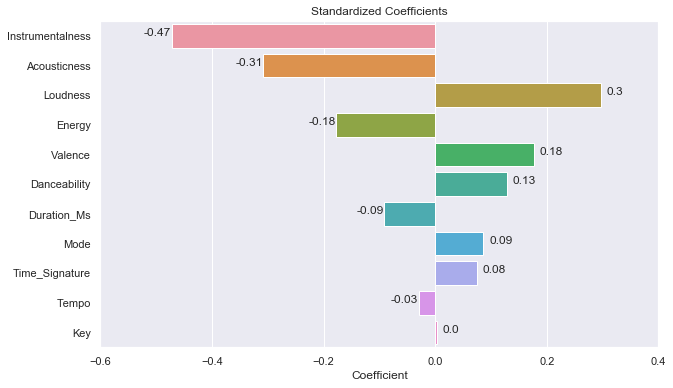 Standardized Coefficients
Instrumentalness -0.47
Acousticness -0.31
Loudness 0.3
Energy -0.18
Valence 0.18
Danceability 0.13
Duration_Ms -0.09
Mode 0.09
Time_Signature 0.08
Tempo -0.03
Key 0.0
−0.6 −0.4 −0.2 0.0 0.2 0.4
Coefficient